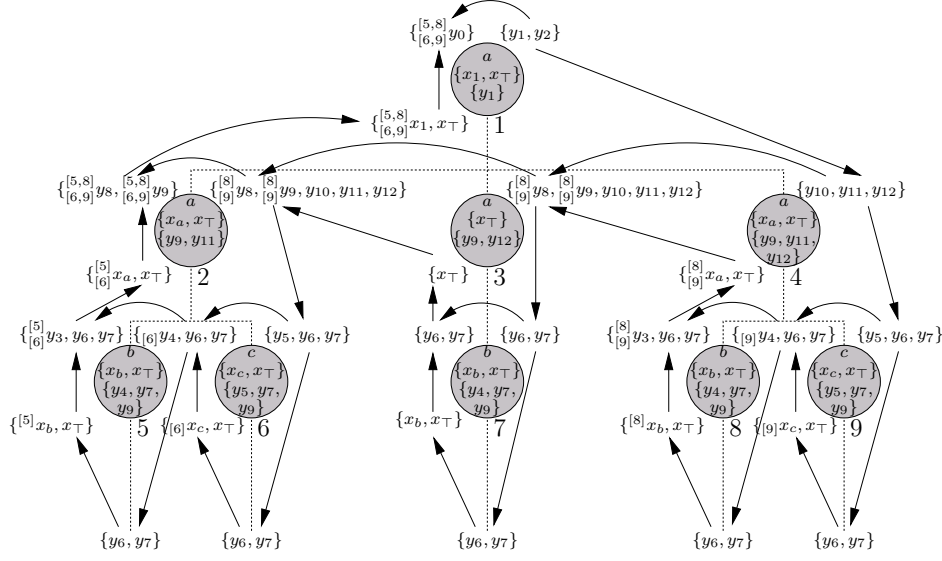 {[5,8][6,9]y0} {y1, y2}
a
{x1, x⊤}
{y1}
{[5,8][6,9]x1, x⊤} 1
{[5,8][6,9]y8, [5,8][6,9]y9} {[8][9]y8, [8][9]y9, y10, y11, y12} {[8][9]y8, [8][9]y9, y10, y11, y12} {y10, y11, y12}
a a a
{xa, x⊤} {x⊤} {xa, x⊤}
{y9, y11} {y9, y12} {y9, y11,
y12}
{[5][6]xa, x⊤} 2 {x⊤} 3 {[8][9]xa, x⊤} 4
{[5][6]y3, y6, y7} {[6]y4, y6, y7} {y5, y6, y7} {y6, y7} {y6, y7} {[8][9]y3, y6, y7} {[9]y4, y6, y7} {y5, y6, y7}
b c b b c
{xb, x⊤} {xc, x⊤} {xb, x⊤} {xb, x⊤} {xc, x⊤}
{y4, y7, {y5, y7, {y4, y7, {y4, y7, {y5, y7,
y9} y9} y9} y9} y9}
{[5]xb, x⊤} 5 {[6]xc, x⊤} 6 {xb, x⊤} 7 {[8]xb, x⊤} 8 {[9]xc, x⊤} 9
{y6, y7} {y6, y7} {y6, y7} {y6, y7} {y6, y7}